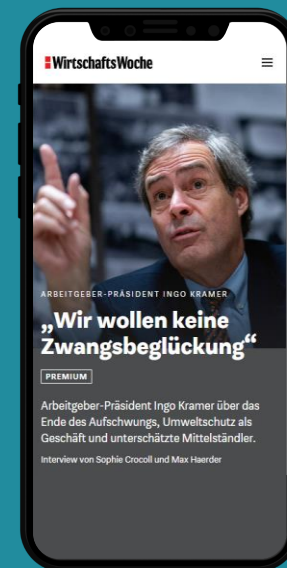 WirtschaftsWoche
ARBEITGEBER-PRÄSIDENT INGO KRAMER
„Wir wollen keine
Zwangsbeglückung“
PREMIUM
Arbeitgeber-Präsident Ingo Kramer über das
Ende des Aufschwungs, Umweltschutz als
Geschäft und unterschätzte Mittelständler.
Interview von Sophie Crocoll und Max Haerder